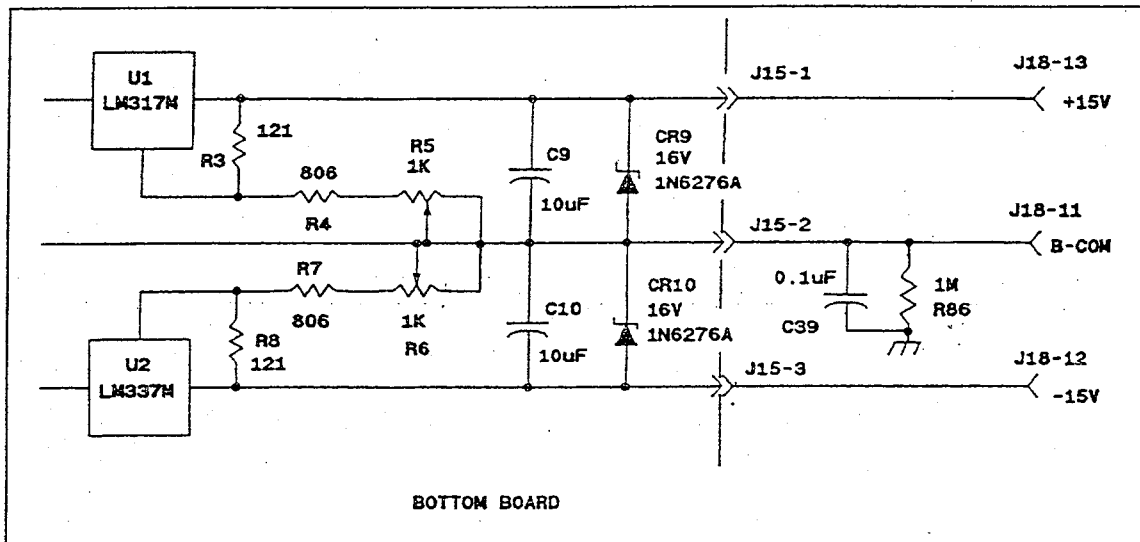 U1
LM317M
121
R3
806
R4
R5
1K
C9
10uF
CR9
16V
1N6276A
J15-1
J18-13
+15V
J15-2
J18-11
B-COM
R7
806
1K
R6
R8
121
U2
LM337M
C10
10uF
CR10
16V
1N6276A
0.1uF
C39
1M
R86
J15-3
J18-12
-15V
BOTTOM BOARD